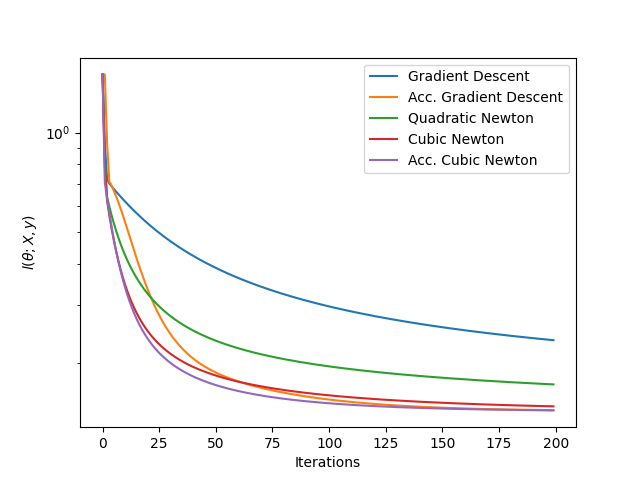 Gradient Descent
Acc. Gradient Descent
Quadratic Newton
Cubic Newton
Acc. Cubic Newton
10⁰
l(θ; X, y)
0 25 50 75 100 125 150 175 200
Iterations